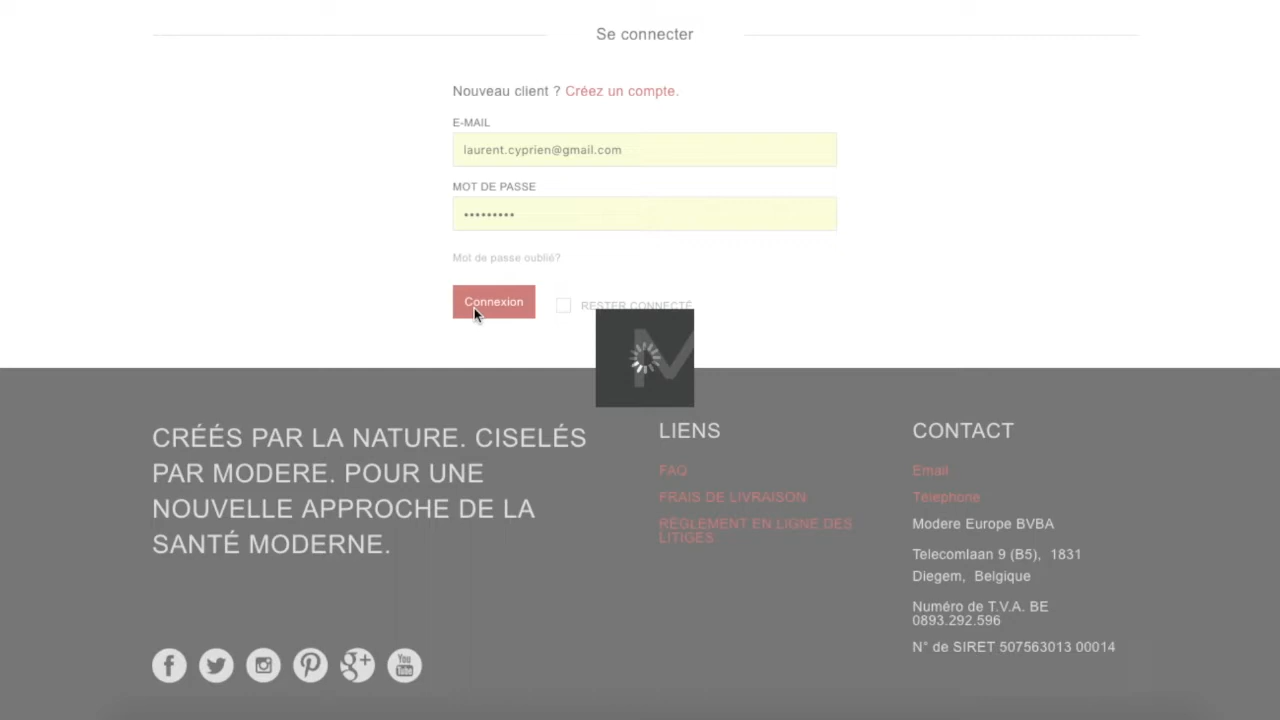 Se connecter
Nouveau client ? Créez un compte.
E-MAIL
laurent.cyprien@gmail.com
MOT DE PASSE
•••••••••
Mot de passe oublié?
Connexion
RESTER CONNECTÉ
M
CRÉÉS PAR LA NATURE. CISELÉS
PAR MODERE. POUR UNE
NOUVELLE APPROCHE DE LA
SANTÉ MODERNE.
LIENS
FAQ
FRAIS DE LIVRAISON
RÈGLEMENT EN LIGNE DES
LITIGES
CONTACT
Email
Téléphone
Modere Europe BVBA
Telecomlaan 9 (B5),  1831
Diegem,  Belgique
Numéro de T.V.A. BE
0893.292.596
N° de SIRET 507563013 00014
You
Tube